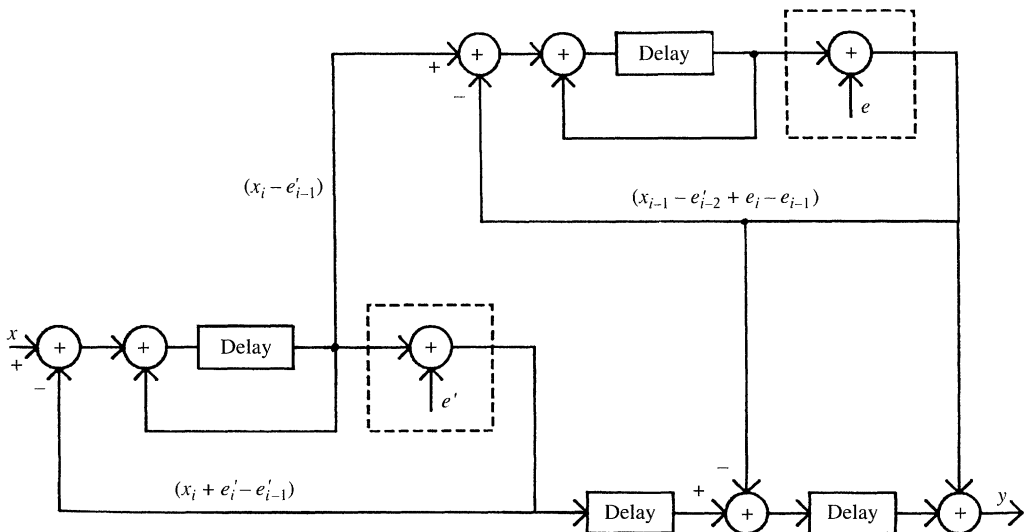 + + Delay +
+
−
e
(x_i − e'_{i−1})
(x_{i−1} − e'_{i−2} + e_i − e_{i−1})
x
+ + + Delay +
−
e'
(x_i + e'_i − e'_{i−1})
− y
+
Delay + Delay +